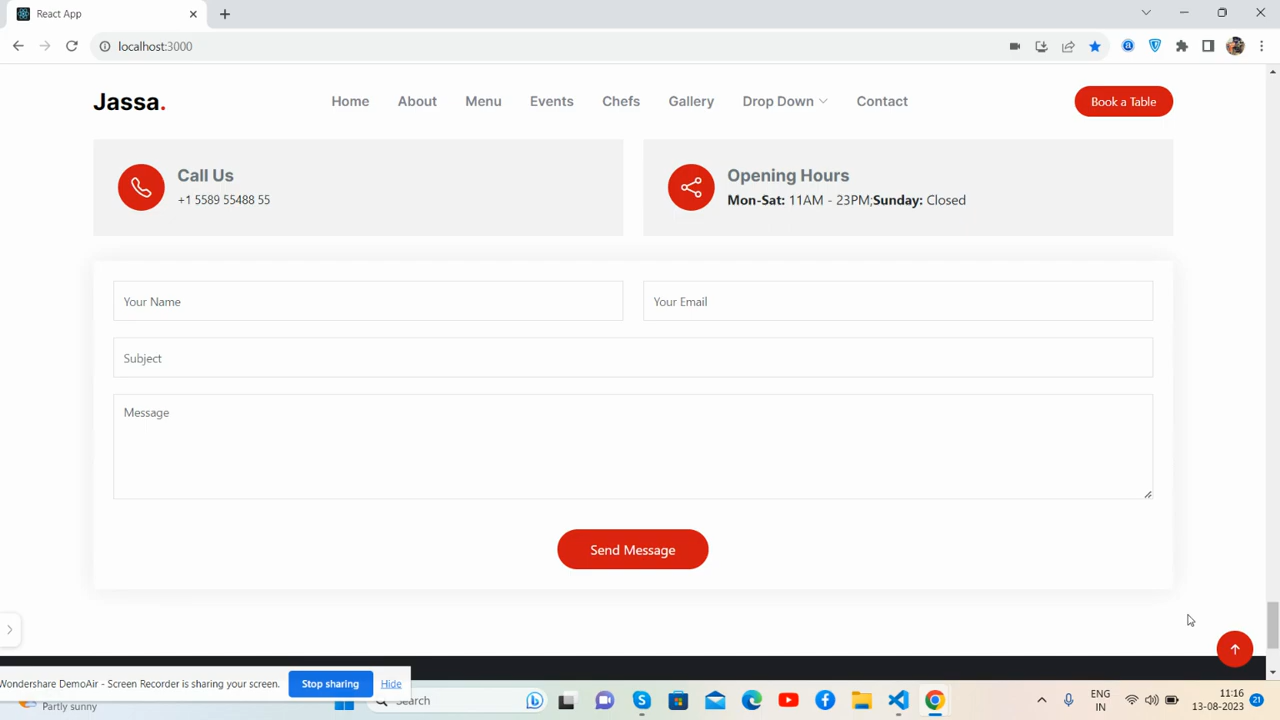 React App
localhost:3000
Jassa.
Home About Menu Events Chefs Gallery Drop Down Contact
Book a Table
Call Us
+1 5589 55488 55
Opening Hours
Mon-Sat: 11AM - 23PM;Sunday: Closed
Your Name
Your Email
Subject
Message
Send Message
Wondershare DemoAir - Screen Recorder is sharing your screen.
Stop sharing
Hide
Partly sunny
Search
ENG
IN
11:16
13-08-2023
21